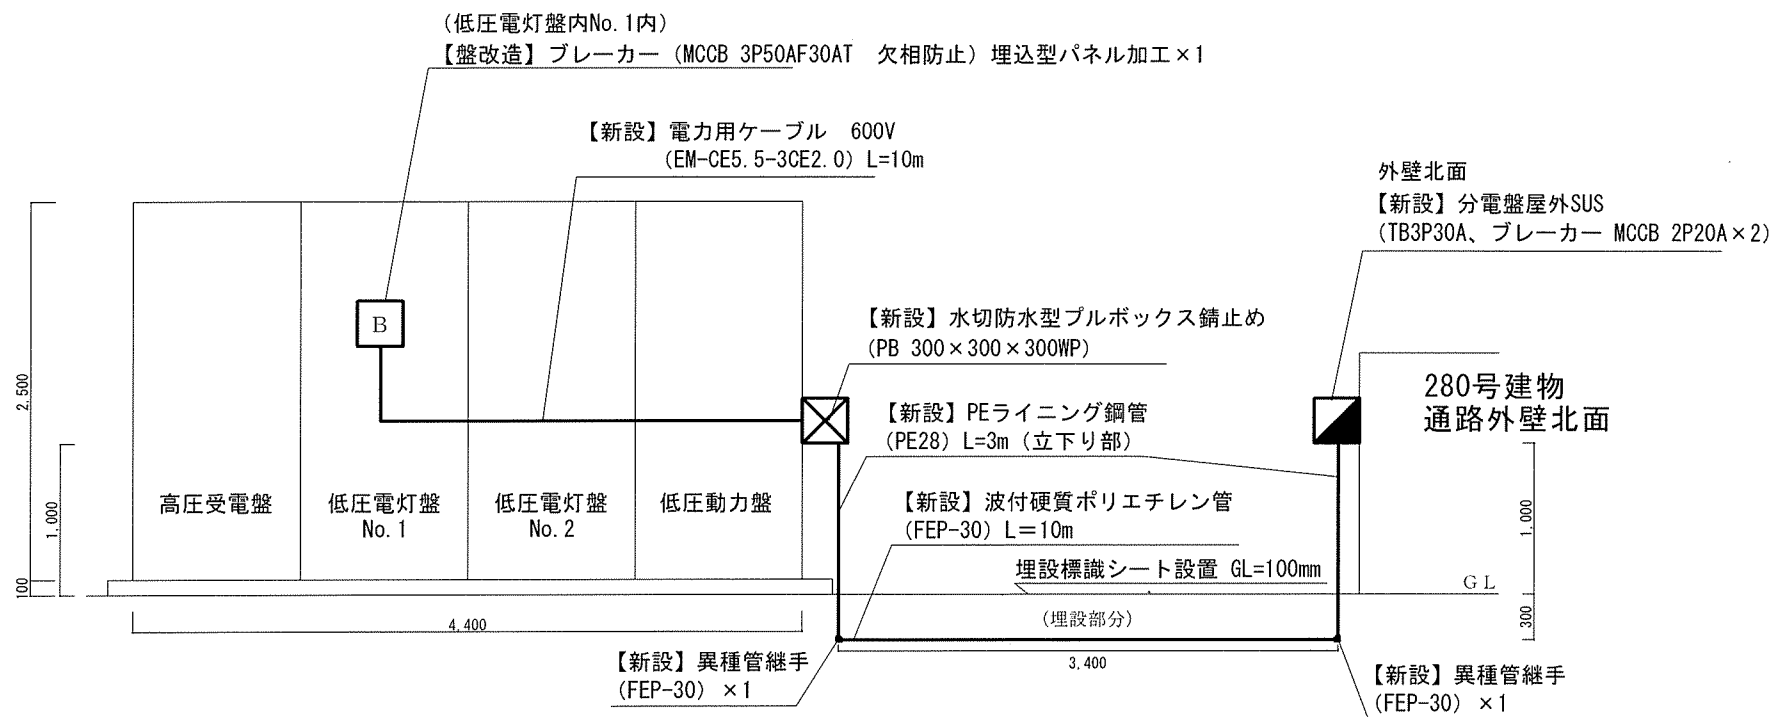 (低圧電灯盤内No.1内)
【盤改造】ブレーカー (MCCB 3P50AF30AT 欠相防止) 埋込型パネル加工×1
【新設】電力用ケーブル 600V
(EM-CE5.5-3CE2.0) L=10m
外壁北面
【新設】分電盤屋外SUS
(TB3P30A、ブレーカー MCCB 2P20A×2)
B
【新設】水切防水型プルボックス錆止め
(PB 300×300×300WP)
280号建物
通路外壁北面
【新設】PEライニング鋼管
(PE28) L=3m (立下り部)
【新設】波付硬質ポリエチレン管
(FEP-30) L=10m
高圧受電盤
低圧電灯盤
No.1
低圧電灯盤
No.2
低圧動力盤
2,500
1,000
100
埋設標識シート設置 GL=100mm
GL
1,000
300
(埋設部分)
4,400
3,400
【新設】異種管継手
(FEP-30) ×1
【新設】異種管継手
(FEP-30) ×1